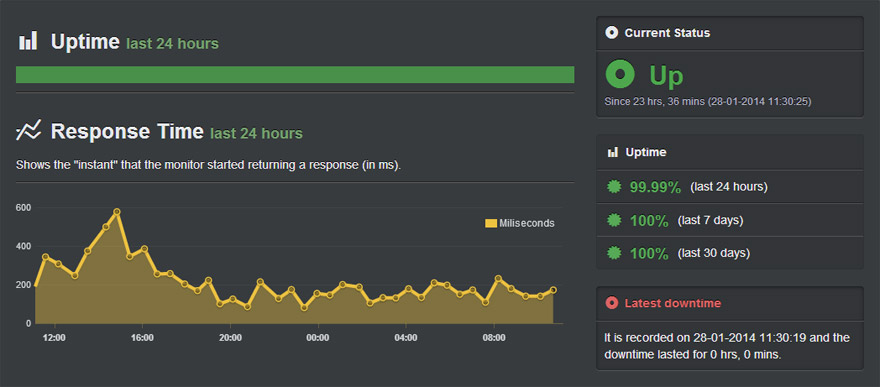 Uptime last 24 hours
Response Time last 24 hours
Shows the "instant" that the monitor started returning a response (in ms).
600
400
200
0
Miliseconds
12:00 16:00 20:00 00:00 04:00 08:00
Current Status
Up
Since 23 hrs, 36 mins (28-01-2014 11:30:25)
Uptime
99.99% (last 24 hours)
100% (last 7 days)
100% (last 30 days)
Latest downtime
It is recorded on 28-01-2014 11:30:19 and the
downtime lasted for 0 hrs, 0 mins.